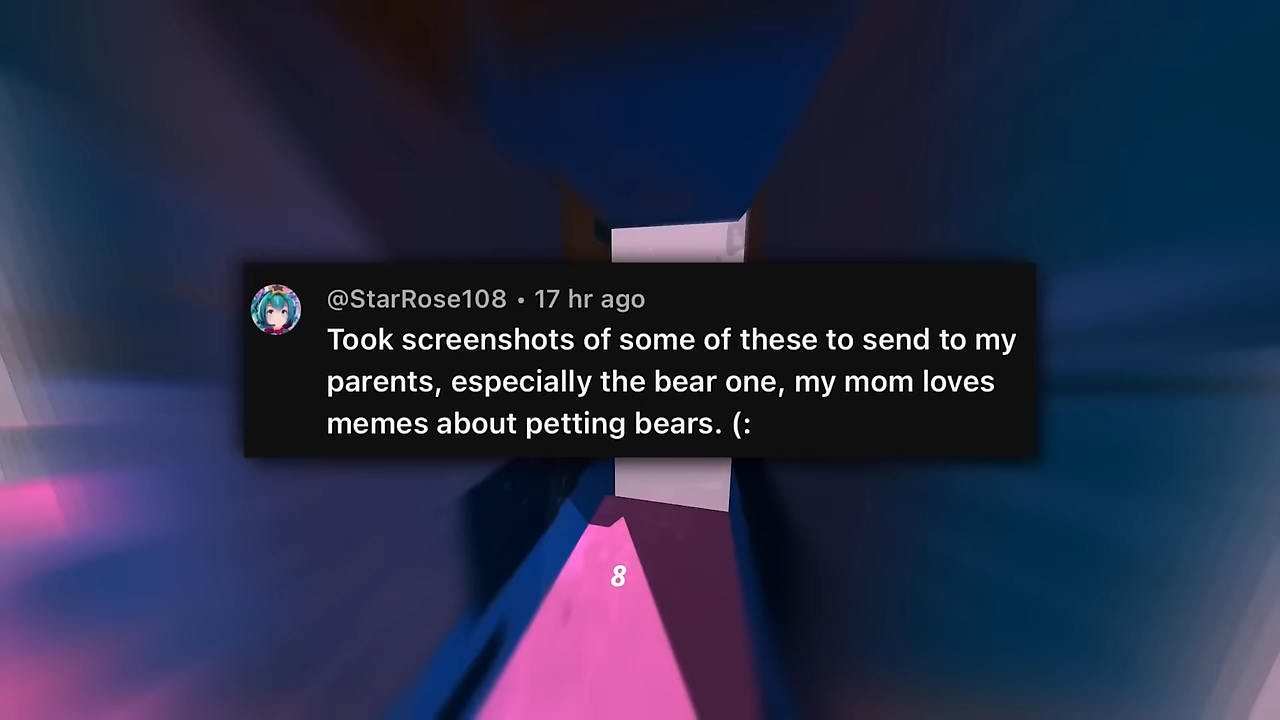 @StarRose108 • 17 hr ago
Took screenshots of some of these to send to my
parents, especially the bear one, my mom loves
memes about petting bears. (:
8